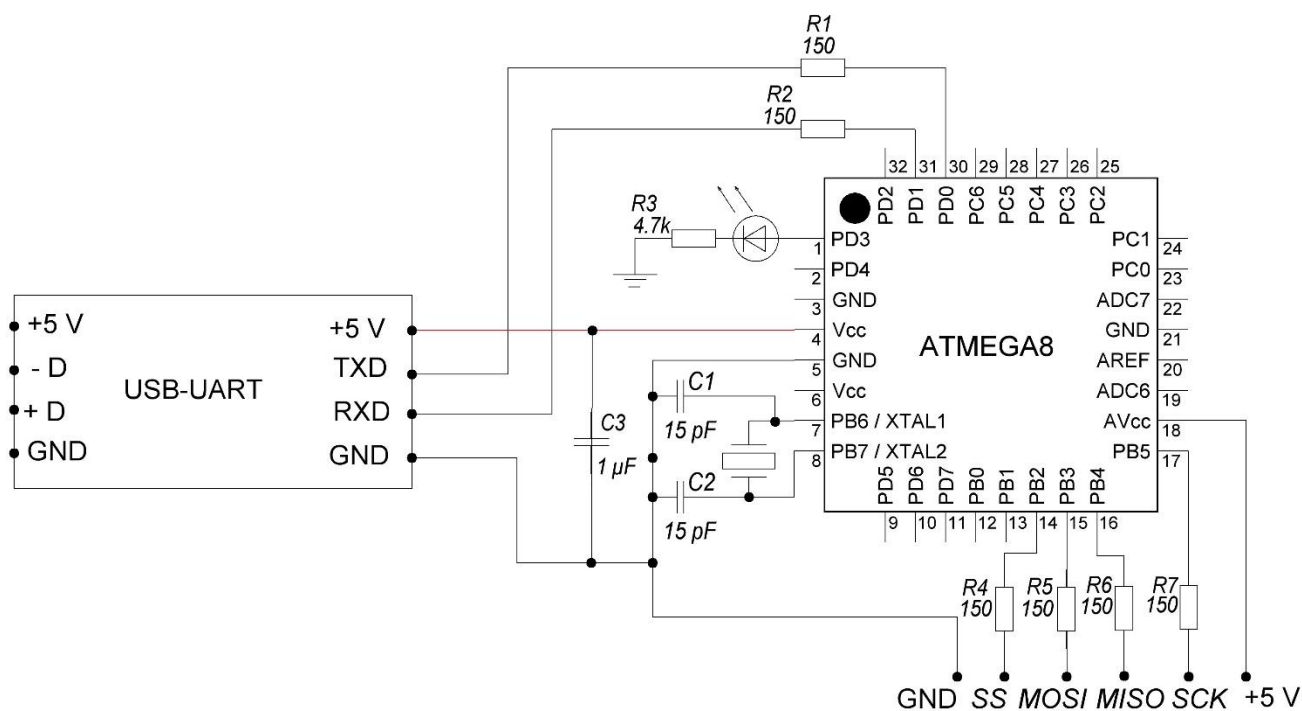 R1
150
R2
150
32 31 30 29 28 27 26 25
PD2 PD1 PD0 PC6 PC5 PC4 PC3 PC2
R3
4.7k
1 PD3
2 PD4
3 GND
4 Vcc
5 GND
6 Vcc
7 PB6 / XTAL1
8 PB7 / XTAL2
ATMEGA8
PC1 24
PC0 23
ADC7 22
GND 21
AREF 20
ADC6 19
AVcc 18
PB5 17
PD5 PD6 PD7 PB0 PB1 PB2 PB3 PB4
9 10 11 12 13 14 15 16
+5 V
- D
+ D
GND
USB-UART
+5 V
TXD
RXD
GND
C1
15 pF
C3
1 µF
C2
15 pF
R4
150
R5
150
R6
150
R7
150
GND SS MOSI MISO SCK +5 V